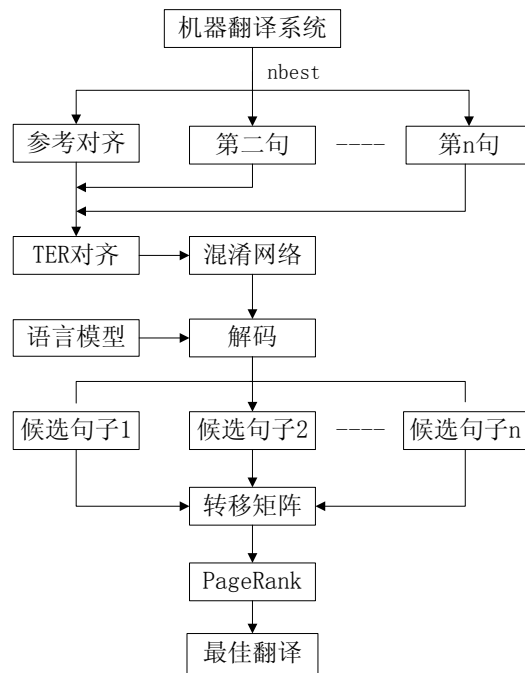 机器翻译系统
nbest
参考对齐 第二句 ---- 第n句
TER对齐 混淆网络
语言模型 解码
候选句子1 候选句子2 ---- 候选句子n
转移矩阵
PageRank
最佳翻译